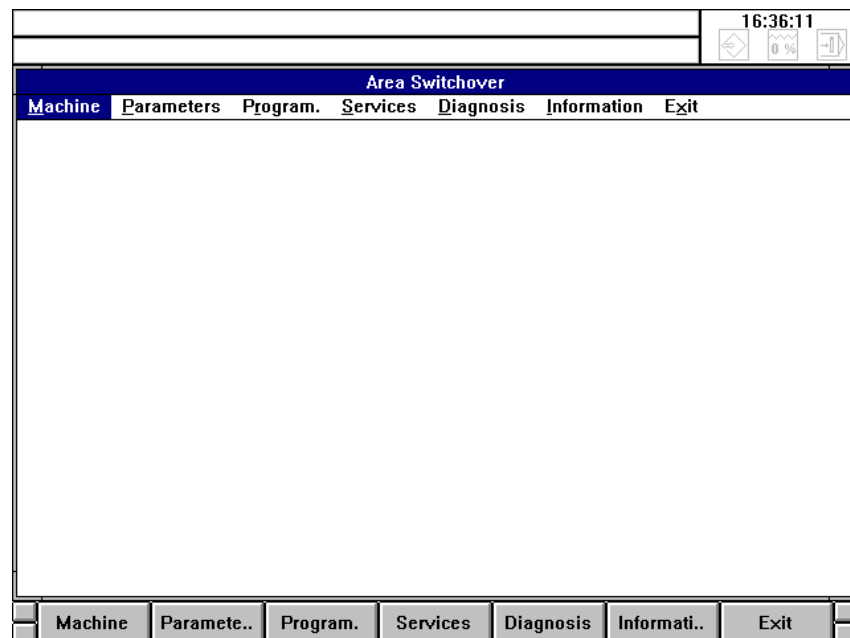 16:36:11
0 %
Area Switchover
Machine Parameters Program. Services Diagnosis Information Exit
Machine Paramete.. Program. Services Diagnosis Informati.. Exit